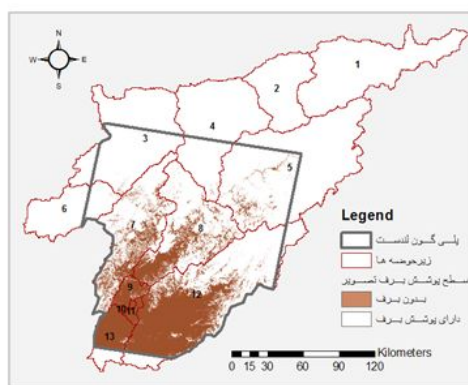 N
W E
S
1
2
3
4
5
6
7
8
9
10 11
12
13
Legend
پلی گون لندست
زیرحوضه ها
سطح پوشش برف تصویر
بدون برف
دارای پوشش برف
Kilometers
0 15 30 60 90 120